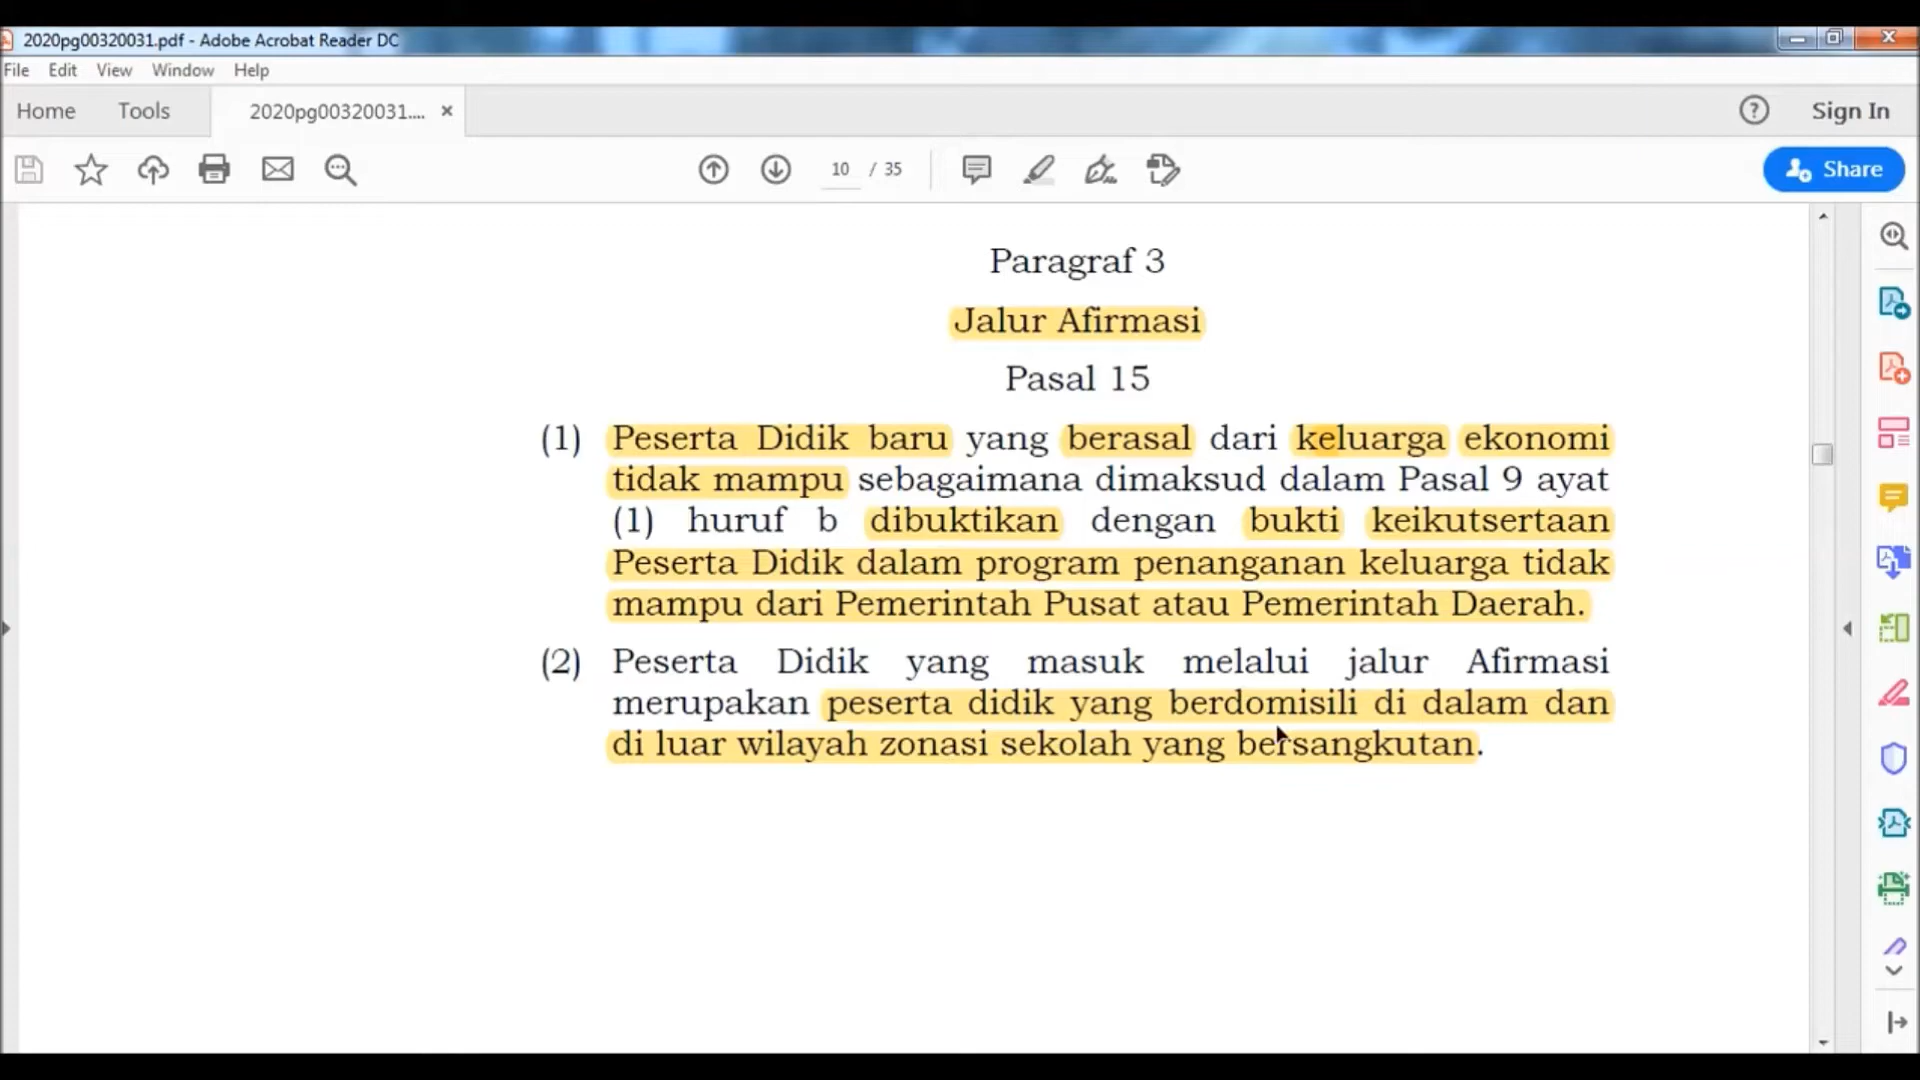 2020pg00320031.pdf - Adobe Acrobat Reader DC
File Edit View Window Help
Home Tools 2020pg00320031.... × ? Sign In
10 / 35 Share
Paragraf 3
Jalur Afirmasi
Pasal 15
(1) Peserta Didik baru yang berasal dari keluarga ekonomi
tidak mampu sebagaimana dimaksud dalam Pasal 9 ayat
(1) huruf b dibuktikan dengan bukti keikutsertaan
Peserta Didik dalam program penanganan keluarga tidak
mampu dari Pemerintah Pusat atau Pemerintah Daerah.
(2) Peserta Didik yang masuk melalui jalur Afirmasi
merupakan peserta didik yang berdomisili di dalam dan
di luar wilayah zonasi sekolah yang bersangkutan.